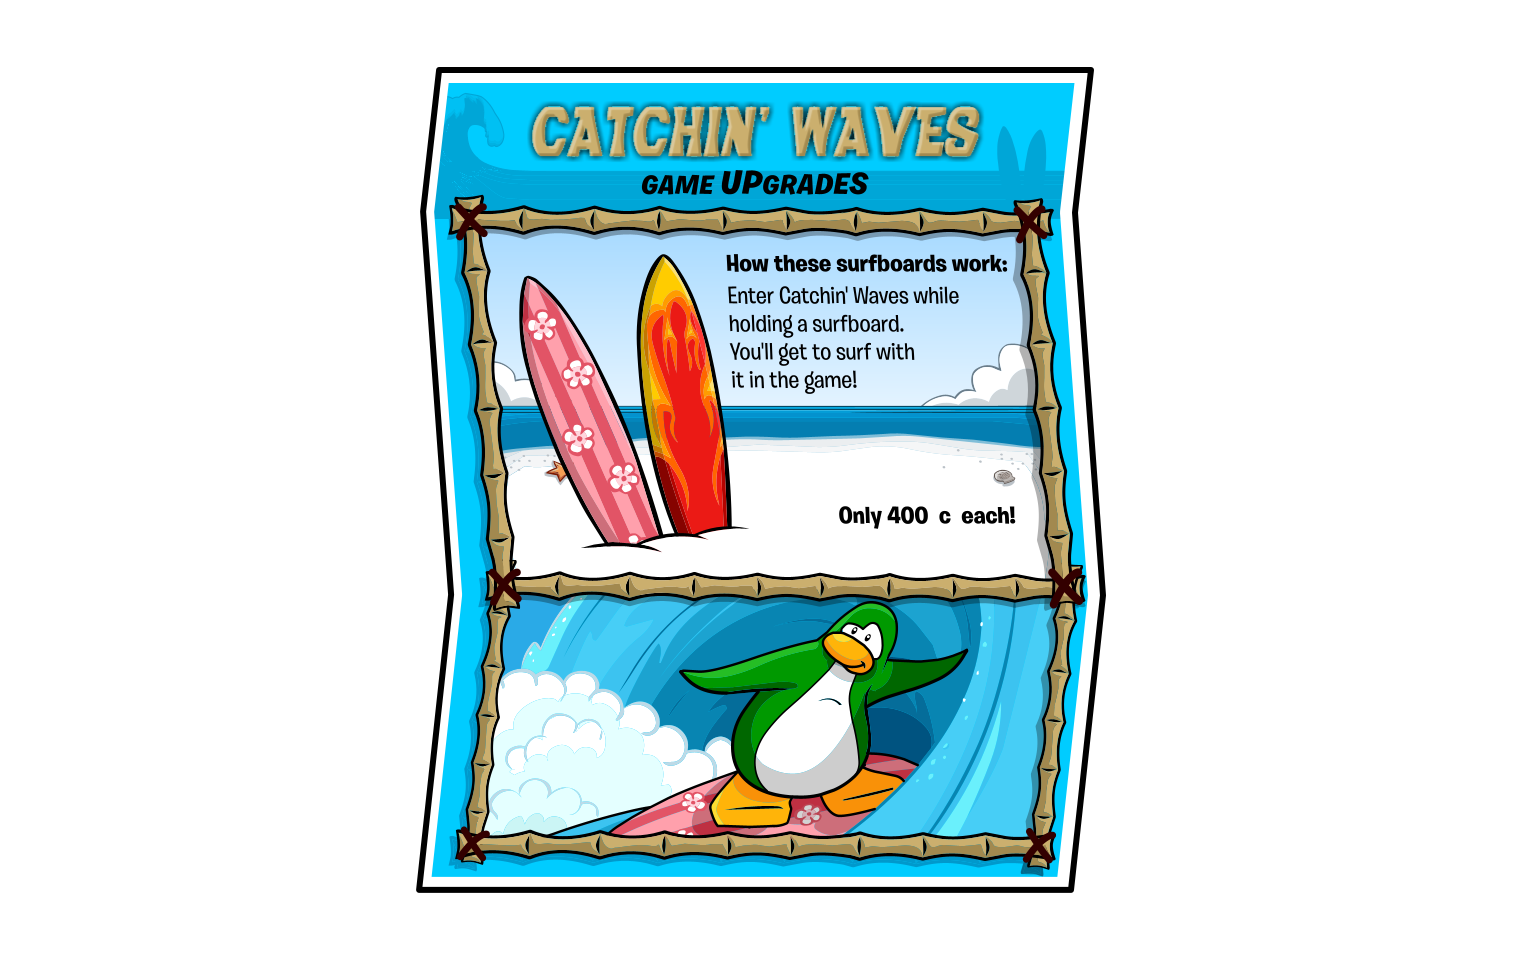 CATCHIN' WAVES
GAME UPGRADES
How these surfboards work:
Enter Catchin' Waves while
holding a surfboard.
You'll get to surf with
it in the game!
Only 400 c each!